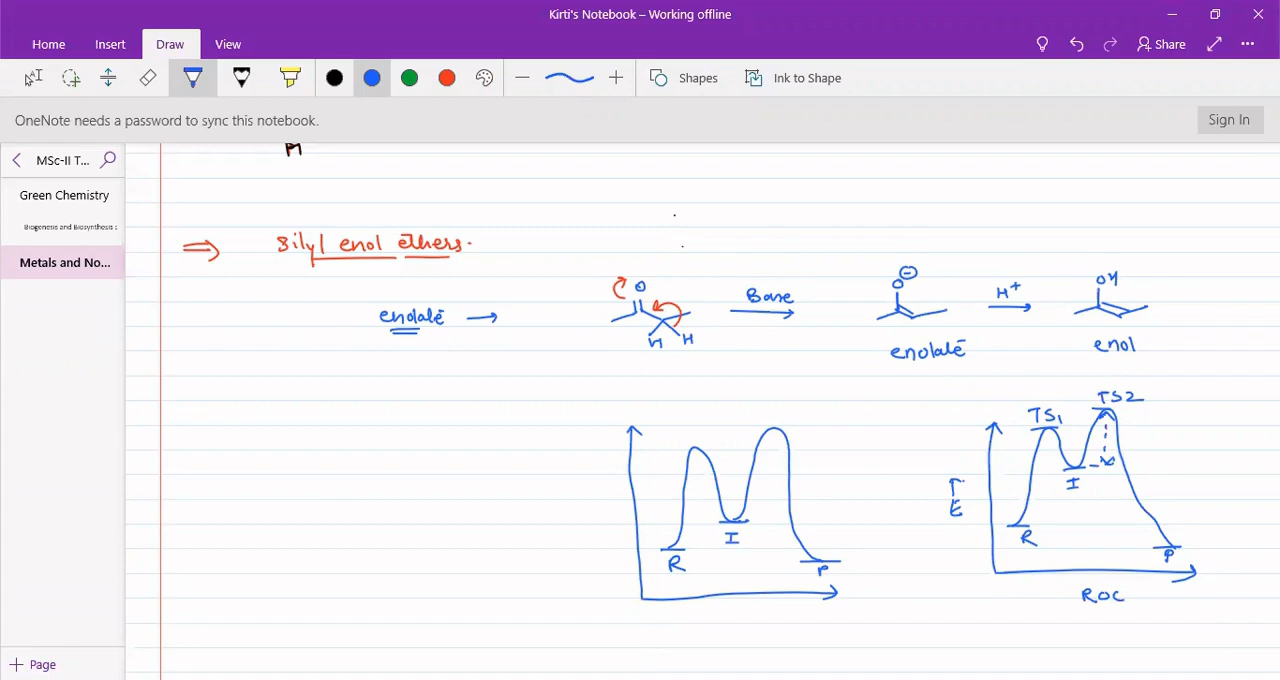 Kirti's Notebook – Working offline
Home Insert Draw View Share
Shapes Ink to Shape
OneNote needs a password to sync this notebook. Sign In
MSc-II T...
Green Chemistry
Biogenesis and Biosynthesis
Metals and No...
Page
H
⇒ Silyl enol ethers.
enolate →
O
H H
Base
O⊖
enolate
H+
OH
enol
R I P
TS1 TS2
E
R I P
ROC